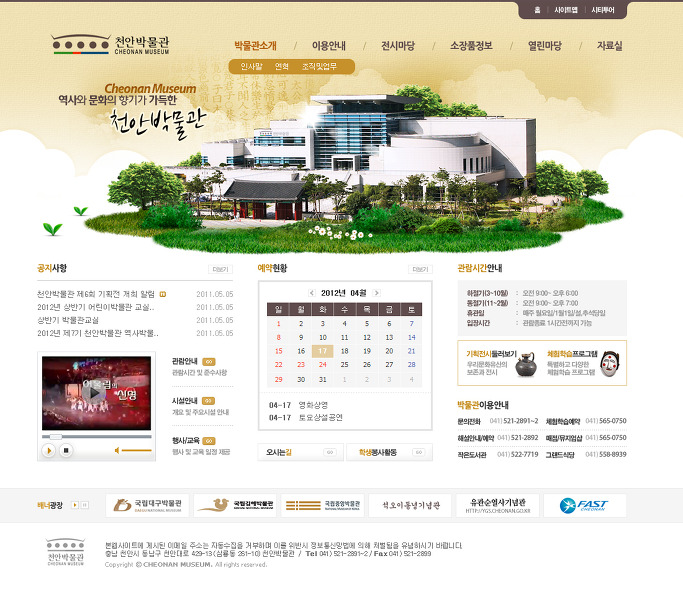 홈 사이트맵 시티투어
천안박물관
CHEONAN MUSEUM
박물관소개 / 이용안내 / 전시마당 / 소장품정보 / 열린마당 / 자료실
인사말 연혁 조직및업무
Cheonan Museum
역사와 문화의 향기가 가득한
천안박물관
공지사항 더보기
천안박물관 제6회 기획전 개최 알림 2011.05.05
2012년 상반기 어린이박물관 교실.. 2011.05.05
상반기 박물관교실 2011.05.05
2012년 제7기 천안박물관 역사박물.. 2011.05.05
어울림의
신명
관람안내 GO
관람시간 및 준수사항
시설안내 GO
개요 및 주요시설 안내
행사/교육 GO
행사 및 교육 일정 제공
예약현황 더보기
< 2012년 04월 >
일 월 화 수 목 금 토
1 2 3 4 5 6 7
8 9 10 11 12 13 14
15 16 17 18 19 20 21
22 23 24 25 26 27 28
29 30 31 1 2 3 4
04-17 영화상영
04-17 토요상설공연
오시는길 GO
학생봉사활동 GO
관람시간안내
하절기(3-10월) : 오전 9:00~ 오후 6:00
동절기(11-2월) : 오전 9:00~ 오후 7:00
휴관일 : 매주 월요일/1월1일/설,추석당일
입장시간 : 관람종료 1시간전까지 가능
기획전시둘러보기
우리문화유산의
보존과 전시
체험학습프로그램
특별하고 다양한
체험학습 프로그램
박물관이용안내
문의전화 041) 521-2891~2 체험학습예약 041) 565-0750
해설안내/예약 041) 521-2892 매점/뮤지엄샵 041) 565-0750
작은도서관 041) 522-7719 그랜드식당 041) 558-8939
배너광장
국립대구박물관
국립김해박물관
국립중앙박물관
석오이동녕기념관
유관순열사기념관
HTTP://YGS.CHEONAN.GO.KR
FAST
CHEONAN
천안박물관
CHEONAN MUSEUM
본웹사이트에 게시된 이메일 주소는 자동수집을 거부하며 이를 위반시 정보통신망법에 의해 처벌됨을 유념하시기 바랍니다.
충남 천안시 동남구 천안대로 429-13 (삼룡동 261-10) 천안박물관 / Tel 041) 521-2891~2 / Fax 041) 521-2899
Copyright © CHEONAN MUSEUM. All rights reserved.